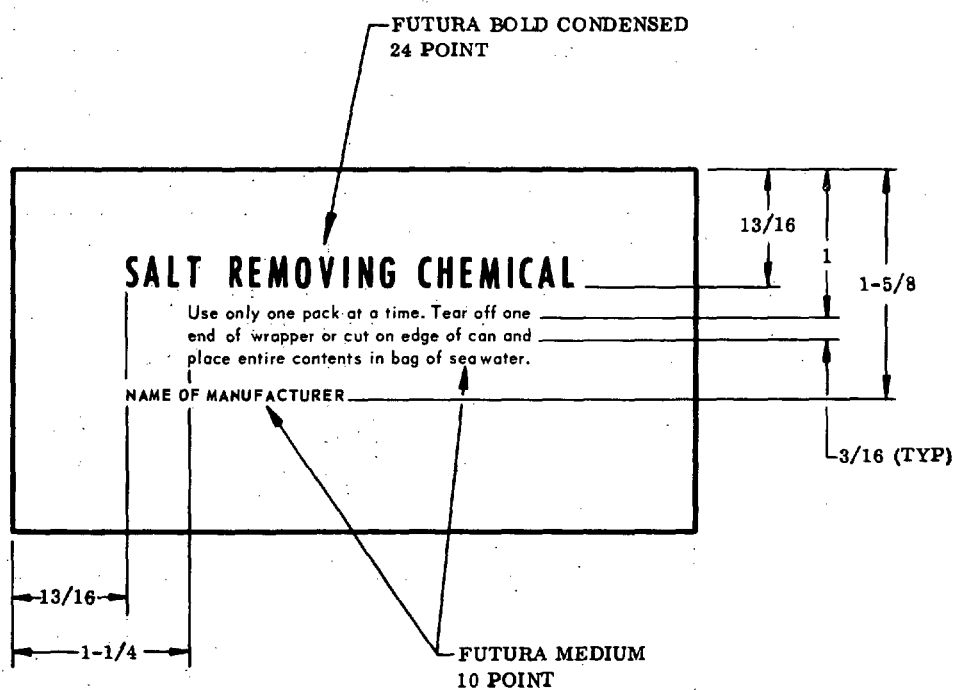 FUTURA BOLD CONDENSED
24 POINT
13/16
1
1-5/8
SALT REMOVING CHEMICAL
Use only one pack at a time. Tear off one
end of wrapper or cut on edge of can and
place entire contents in bag of sea water.
NAME OF MANUFACTURER
3/16 (TYP)
13/16
1-1/4
FUTURA MEDIUM
10 POINT